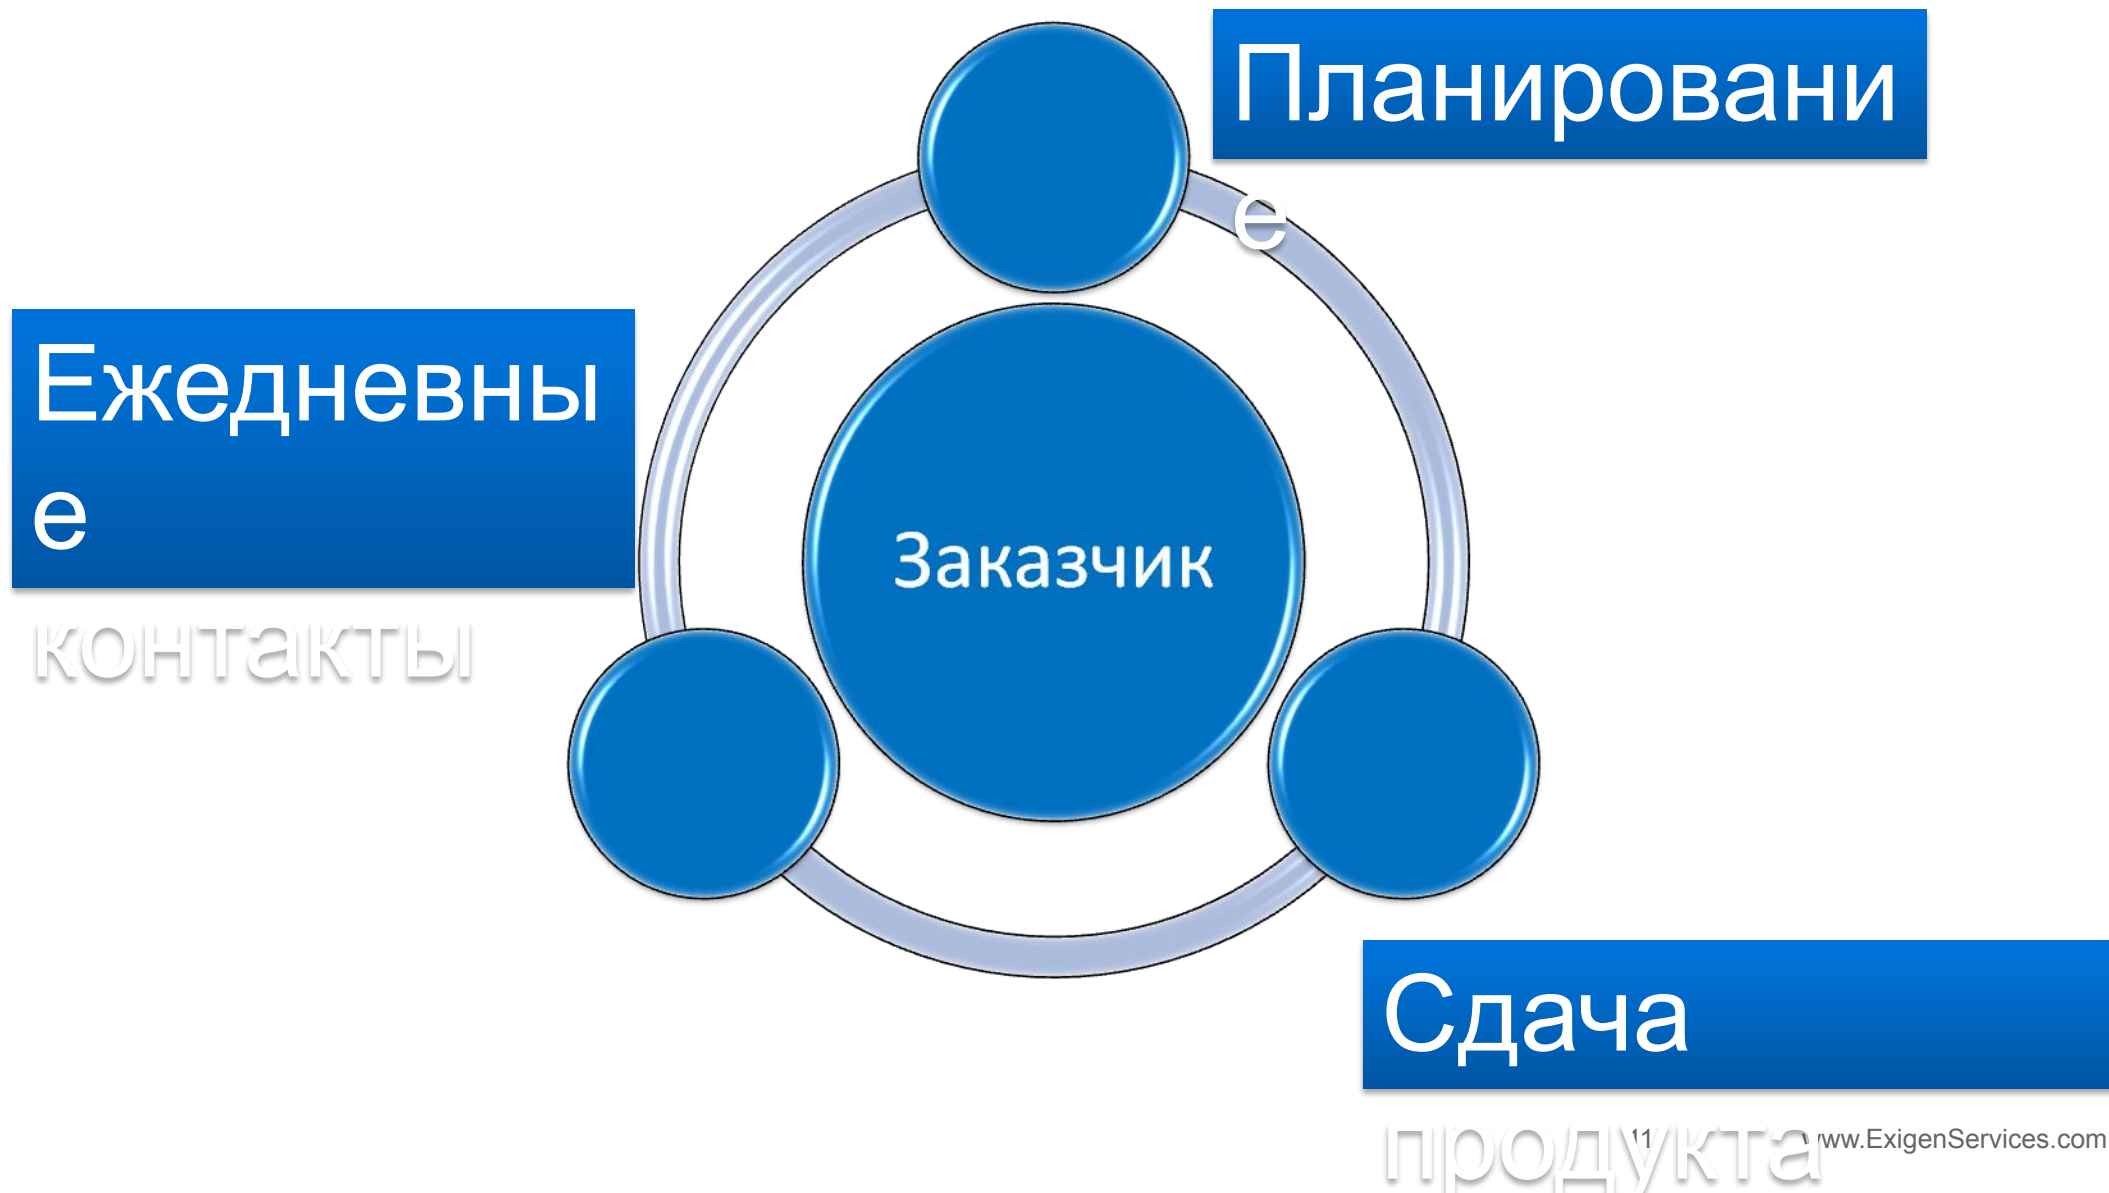 Планировани
е
Ежедневны
е
контакты
Заказчик
Сдача
продукта
11
www.ExigenServices.com